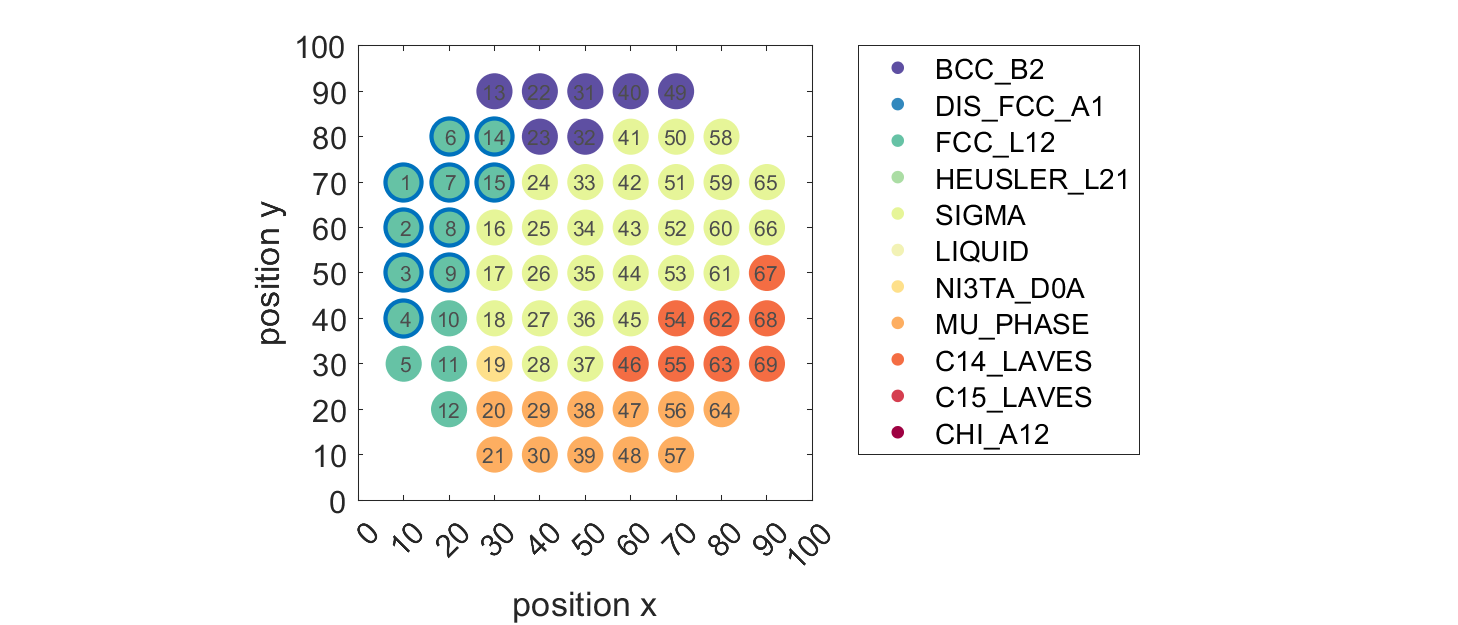 100
90 13 22 31 40 49
80 6 14 23 32 41 50 58
70 1 7 15 24 33 42 51 59 65
60 2 8 16 25 34 43 52 60 66
50 3 9 17 26 35 44 53 61 67
40 4 10 18 27 36 45 54 62 68
30 5 11 19 28 37 46 55 63 69
20 12 20 29 38 47 56 64
10 21 30 39 48 57
0
0 10 20 30 40 50 60 70 80 90 100
position x
position y
BCC_B2
DIS_FCC_A1
FCC_L12
HEUSLER_L21
SIGMA
LIQUID
NI3TA_D0A
MU_PHASE
C14_LAVES
C15_LAVES
CHI_A12